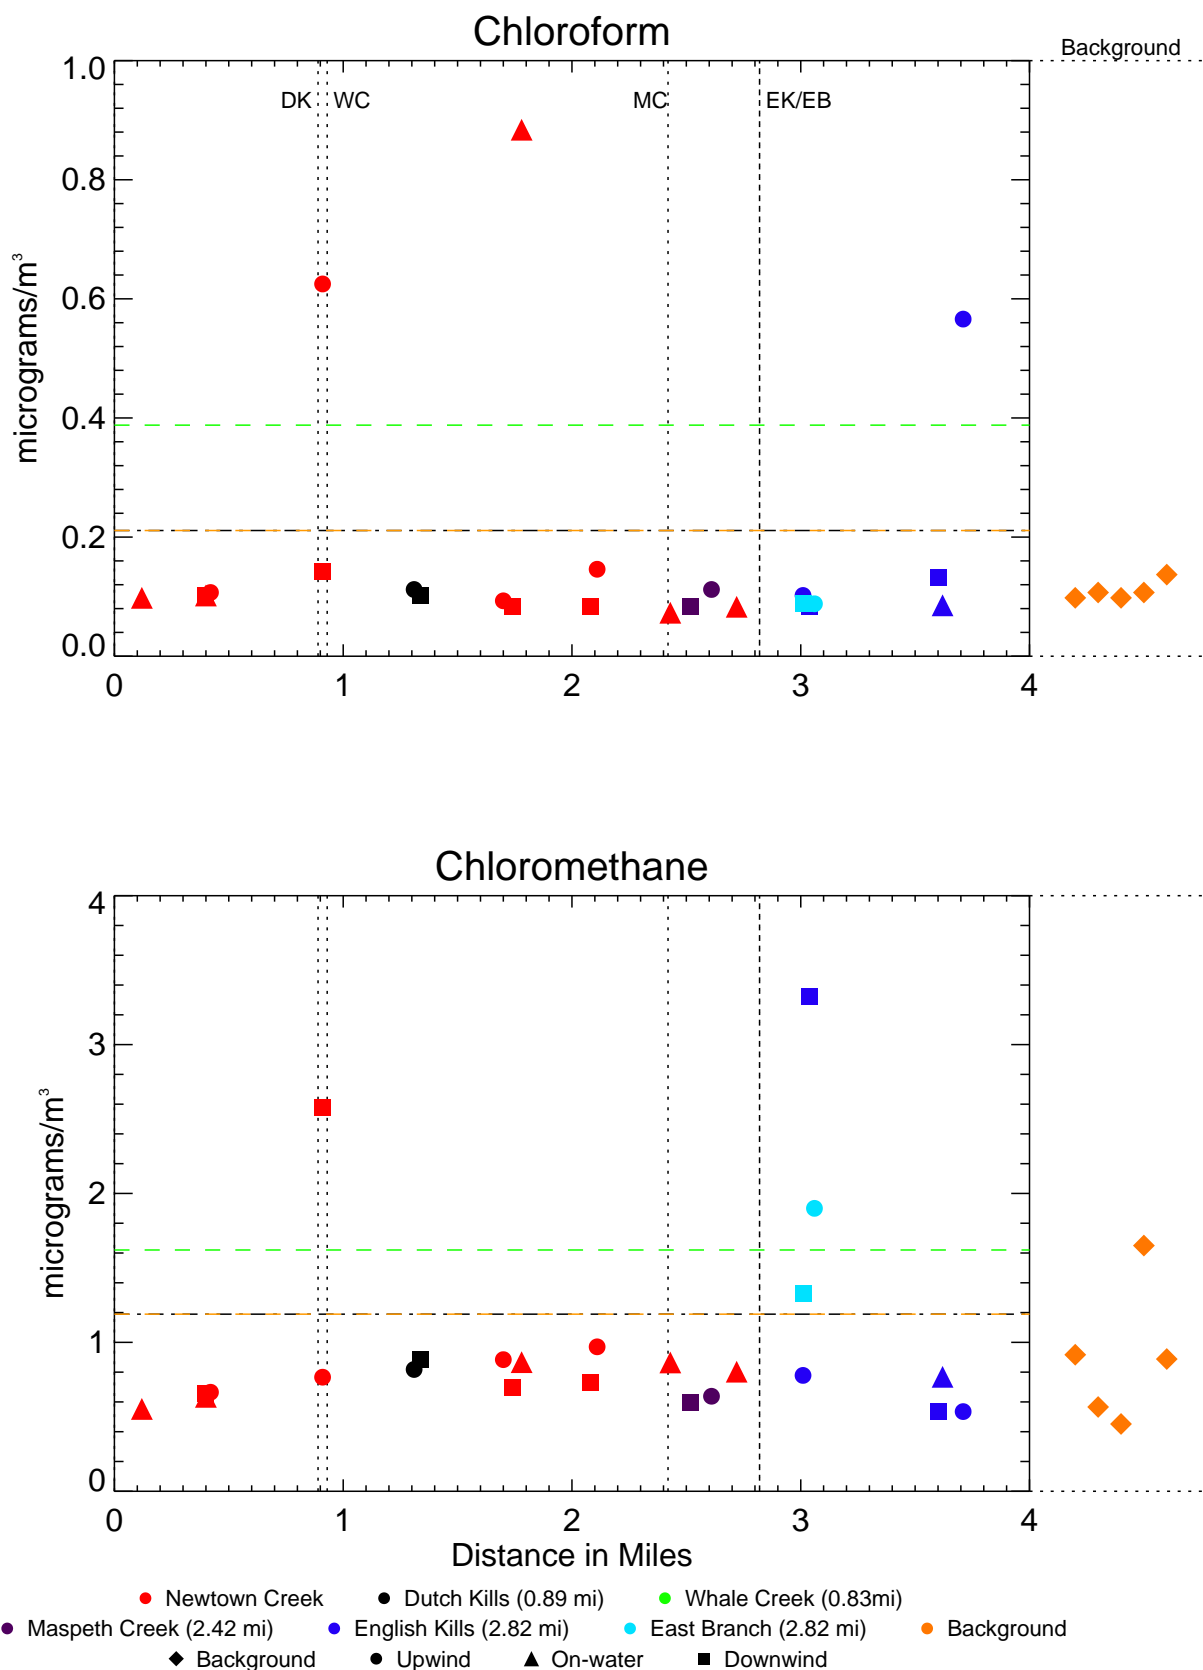 Chloroform
Background
1.0
DK WC MC EK/EB
0.8
0.6
0.4
0.2
0.0
micrograms/m³
0 1 2 3 4
Chloromethane
4
3
2
1
0
micrograms/m³
0 1 2 3 4
Distance in Miles
Newtown Creek Dutch Kills (0.89 mi) Whale Creek (0.83mi)
Maspeth Creek (2.42 mi) English Kills (2.82 mi) East Branch (2.82 mi) Background
Background Upwind On-water Downwind